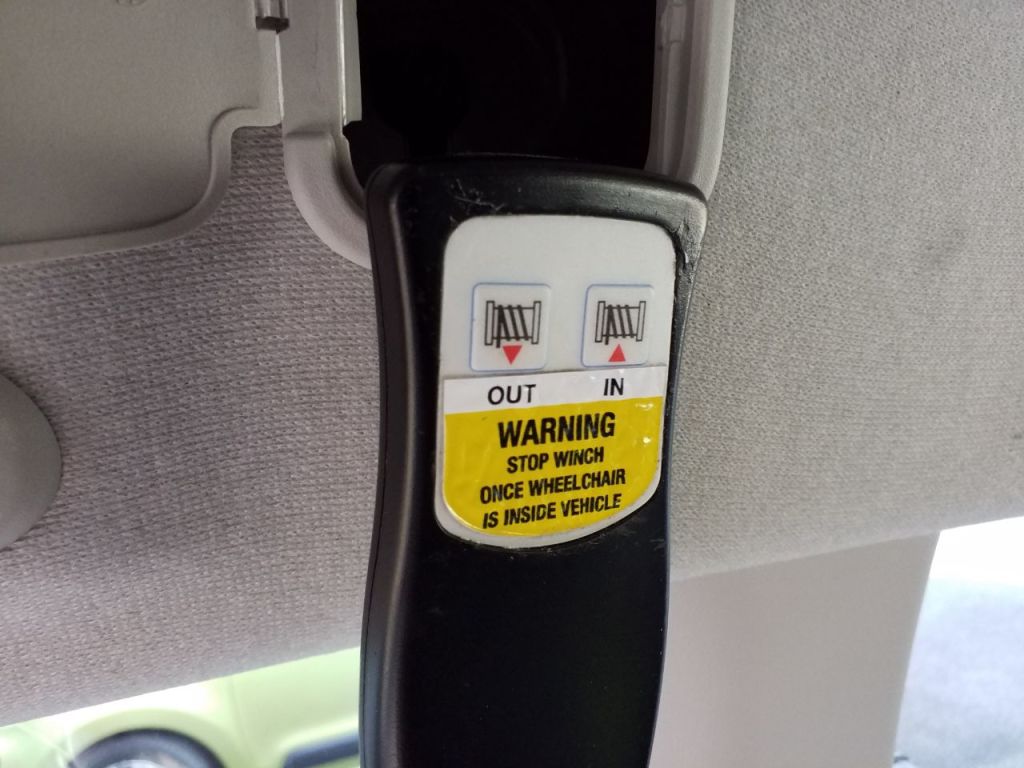 OUT IN
WARNING
STOP WINCH
ONCE WHEELCHAIR
IS INSIDE VEHICLE